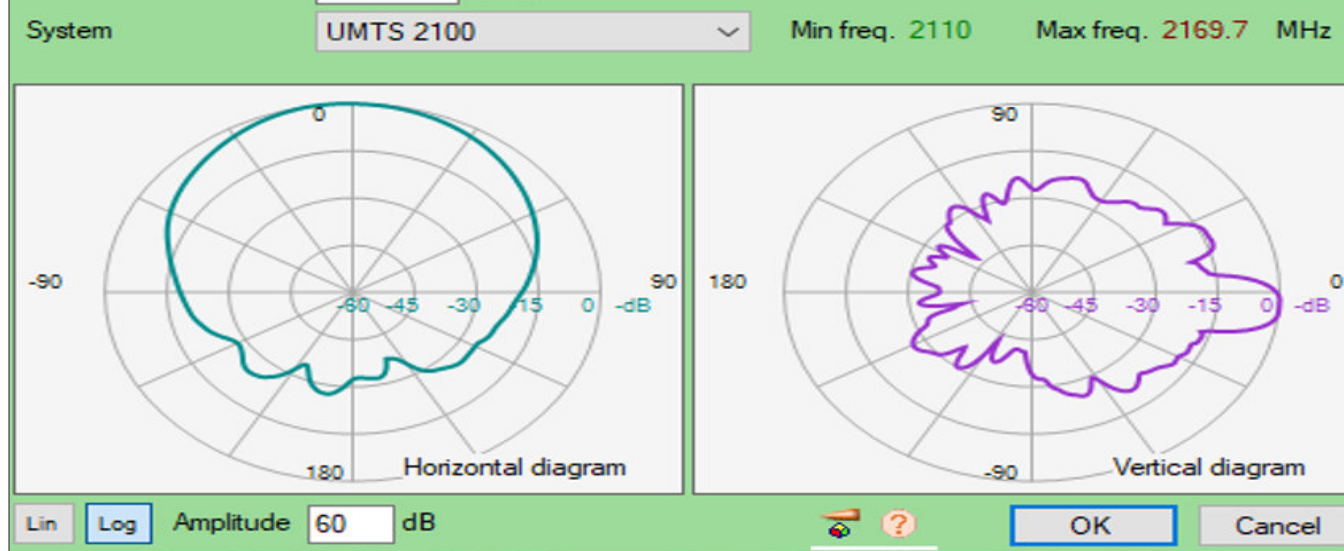 System UMTS 2100 Min freq. 2110 Max freq. 2169.7 MHz
0 90
-90 90 180 0
-60 -45 -30 -15 0 -dB -60 -45 -30 -15 0 -dB
180 Horizontal diagram -90 Vertical diagram
Lin Log Amplitude 60 dB ? OK Cancel